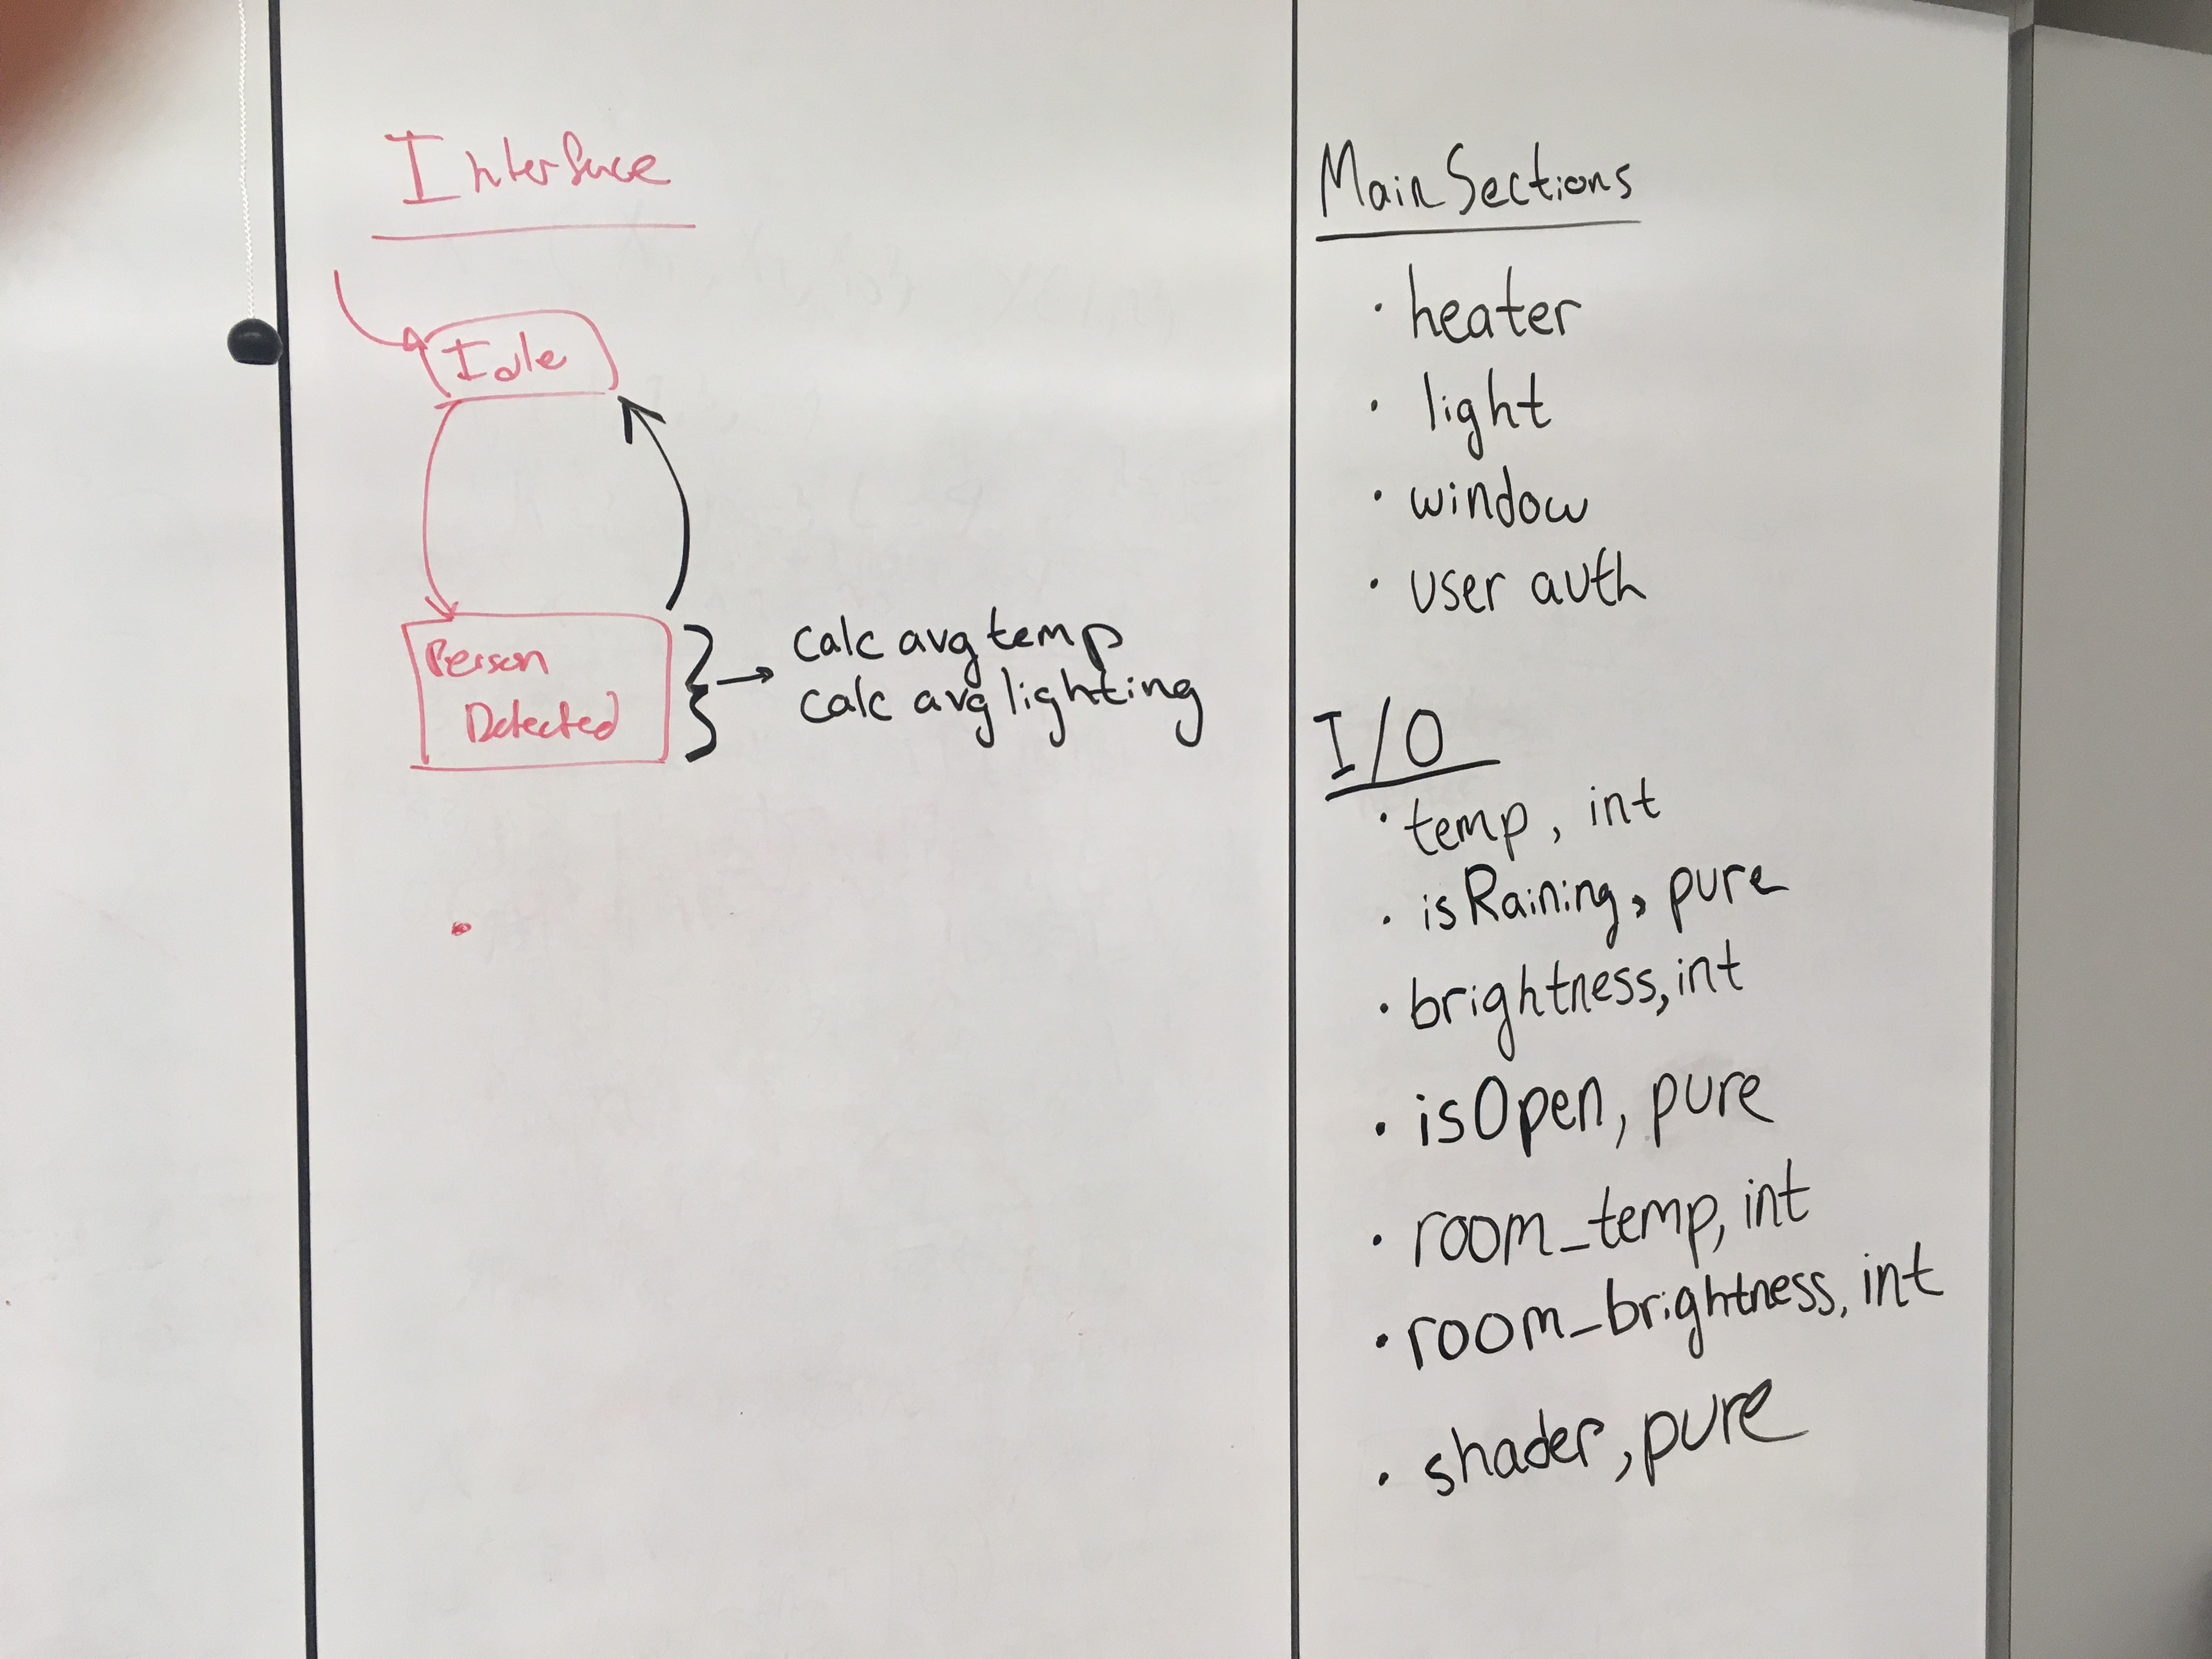 Interface
Idle
Person
Detected
calc avg temp
calc avg lighting
Main Sections
· heater
· light
· window
· user auth
I/O
· temp, int
· isRaining, pure
· brightness, int
· isOpen, pure
· room_temp, int
· room_brightness, int
· shader, pure